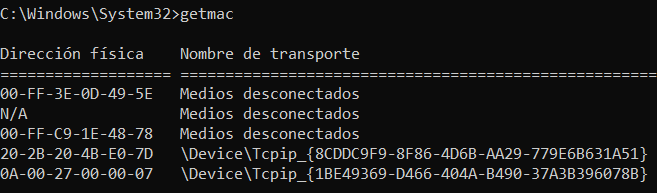 C:\Windows\System32>getmac
Dirección física    Nombre de transporte
=================== ==================================================
00-FF-3E-0D-49-5E   Medios desconectados
N/A                 Medios desconectados
00-FF-C9-1E-48-78   Medios desconectados
20-2B-20-4B-E0-7D   \Device\Tcpip_{8CDDC9F9-8F86-4D6B-AA29-779E6B631A51}
0A-00-27-00-00-07   \Device\Tcpip_{1BE49369-D466-404A-B490-37A3B396078B}